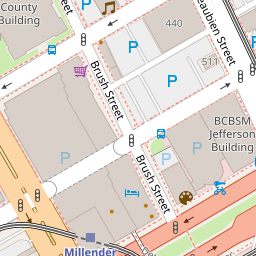 County
Building
440
Beaubien Street
511
Brush Street
P
P
P
P
P
BCBSM
Jefferson
Building
Brush Street
Millender